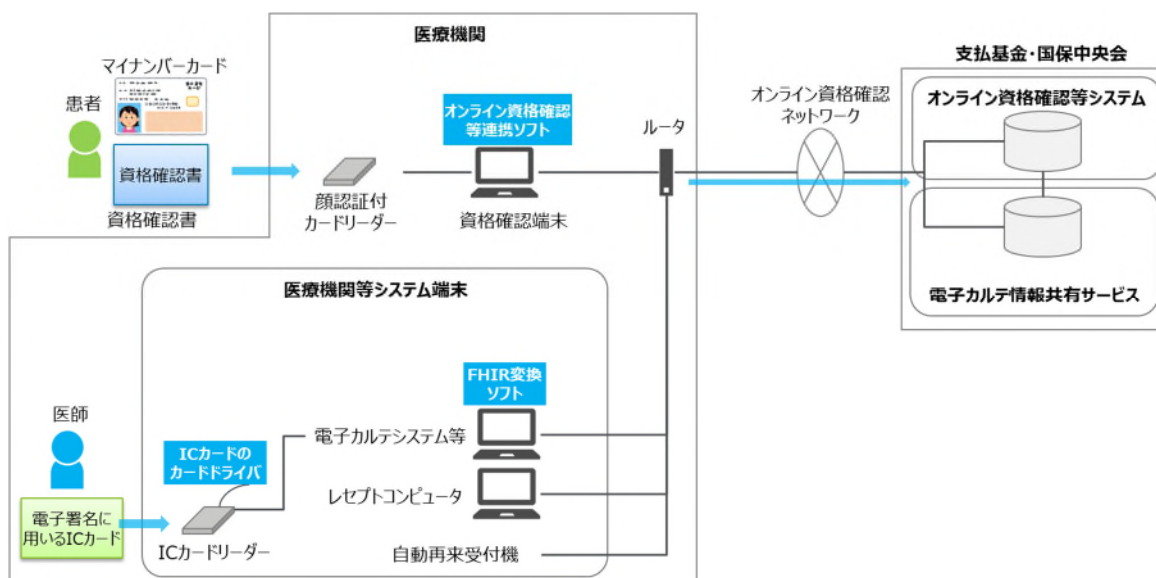 医療機関
マイナンバーカード
患者
資格確認書
資格確認書
顔認証付
カードリーダー
オンライン資格確認
等連携ソフト
資格確認端末
ルータ
オンライン資格確認
ネットワーク
支払基金・国保中央会
オンライン資格確認等システム
電子カルテ情報共有サービス
医療機関等システム端末
FHIR変換
ソフト
電子カルテシステム等
レセプトコンピュータ
自動再来受付機
医師
電子署名に
用いるICカード
ICカードの
カードドライバ
ICカードリーダー